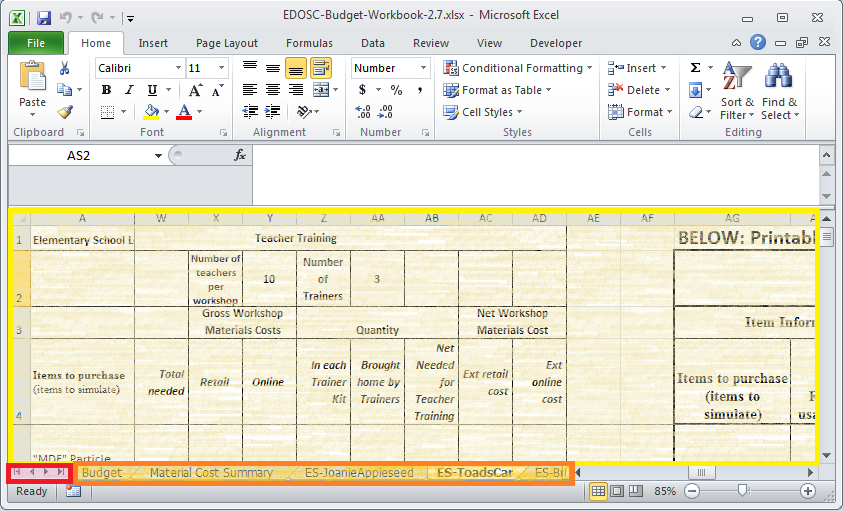 EDOSC-Budget-Workbook-2.7.xlsx - Microsoft Excel
File Home Insert Page Layout Formulas Data Review View Developer
Calibri 11 Number Conditional Formatting Insert Σ
Paste B I U A A $ % , Format as Table Delete Sort & Find &
A .00 Cell Styles Format Filter Select
Clipboard Font Alignment Number Styles Cells Editing
AS2 fx
A W X Y Z AA AB AC AD AE AF AG
1 Elementary School L Teacher Training BELOW: Printabl
Number of Number
teachers of
per 10 Trainers 3
2 workshop
Gross Workshop Net Workshop
3 Materials Costs Quantity Materials Cost Item Inform
Net
In each Brought Needed Ext
Items to purchase Total Retail Online Trainer home by for Ext retail online Items to purchase
(items to simulate) needed Kit Trainers Teacher cost cost (items to
4 Training simulate) usa
"MDF" Particle
Budget Material Cost Summary ES-JoanieAppleseed ES-ToadsCar
Ready 85%